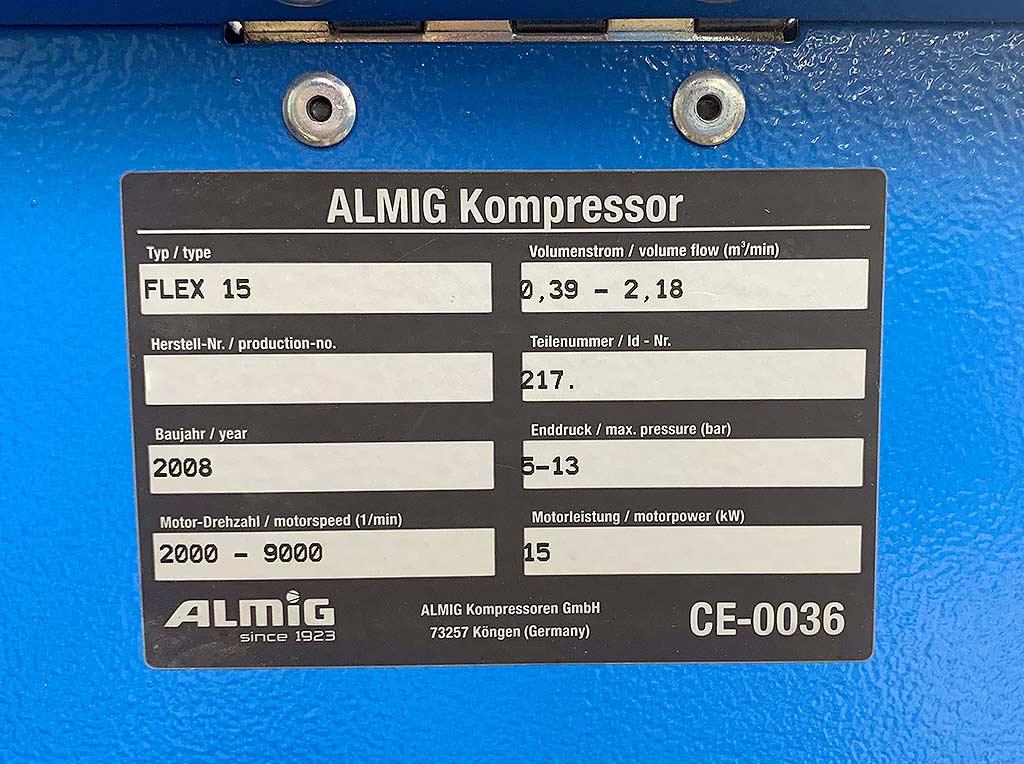 ALMIG Kompressor
Typ / type
FLEX 15
Volumenstrom / volume flow (m³/min)
0,39 - 2,18
Herstell-Nr. / production-no.
Teilenummer / Id - Nr.
217.
Baujahr / year
2008
Enddruck / max. pressure (bar)
5-13
Motor-Drehzahl / motorspeed (1/min)
2000 - 9000
Motorleistung / motorpower (kW)
15
ALMiG
since 1923
ALMIG Kompressoren GmbH
73257 Köngen (Germany)
CE-0036